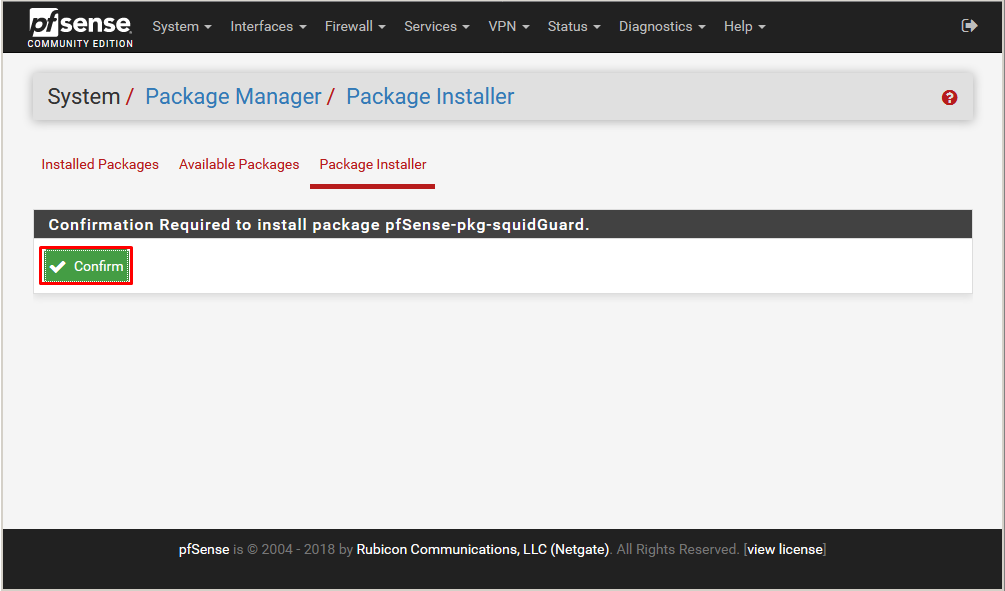 pfsense
COMMUNITY EDITION
System Interfaces Firewall Services VPN Status Diagnostics Help
System / Package Manager / Package Installer
Installed Packages Available Packages Package Installer
Confirmation Required to install package pfSense-pkg-squidGuard.
Confirm
pfSense is © 2004 - 2018 by Rubicon Communications, LLC (Netgate). All Rights Reserved. [view license]